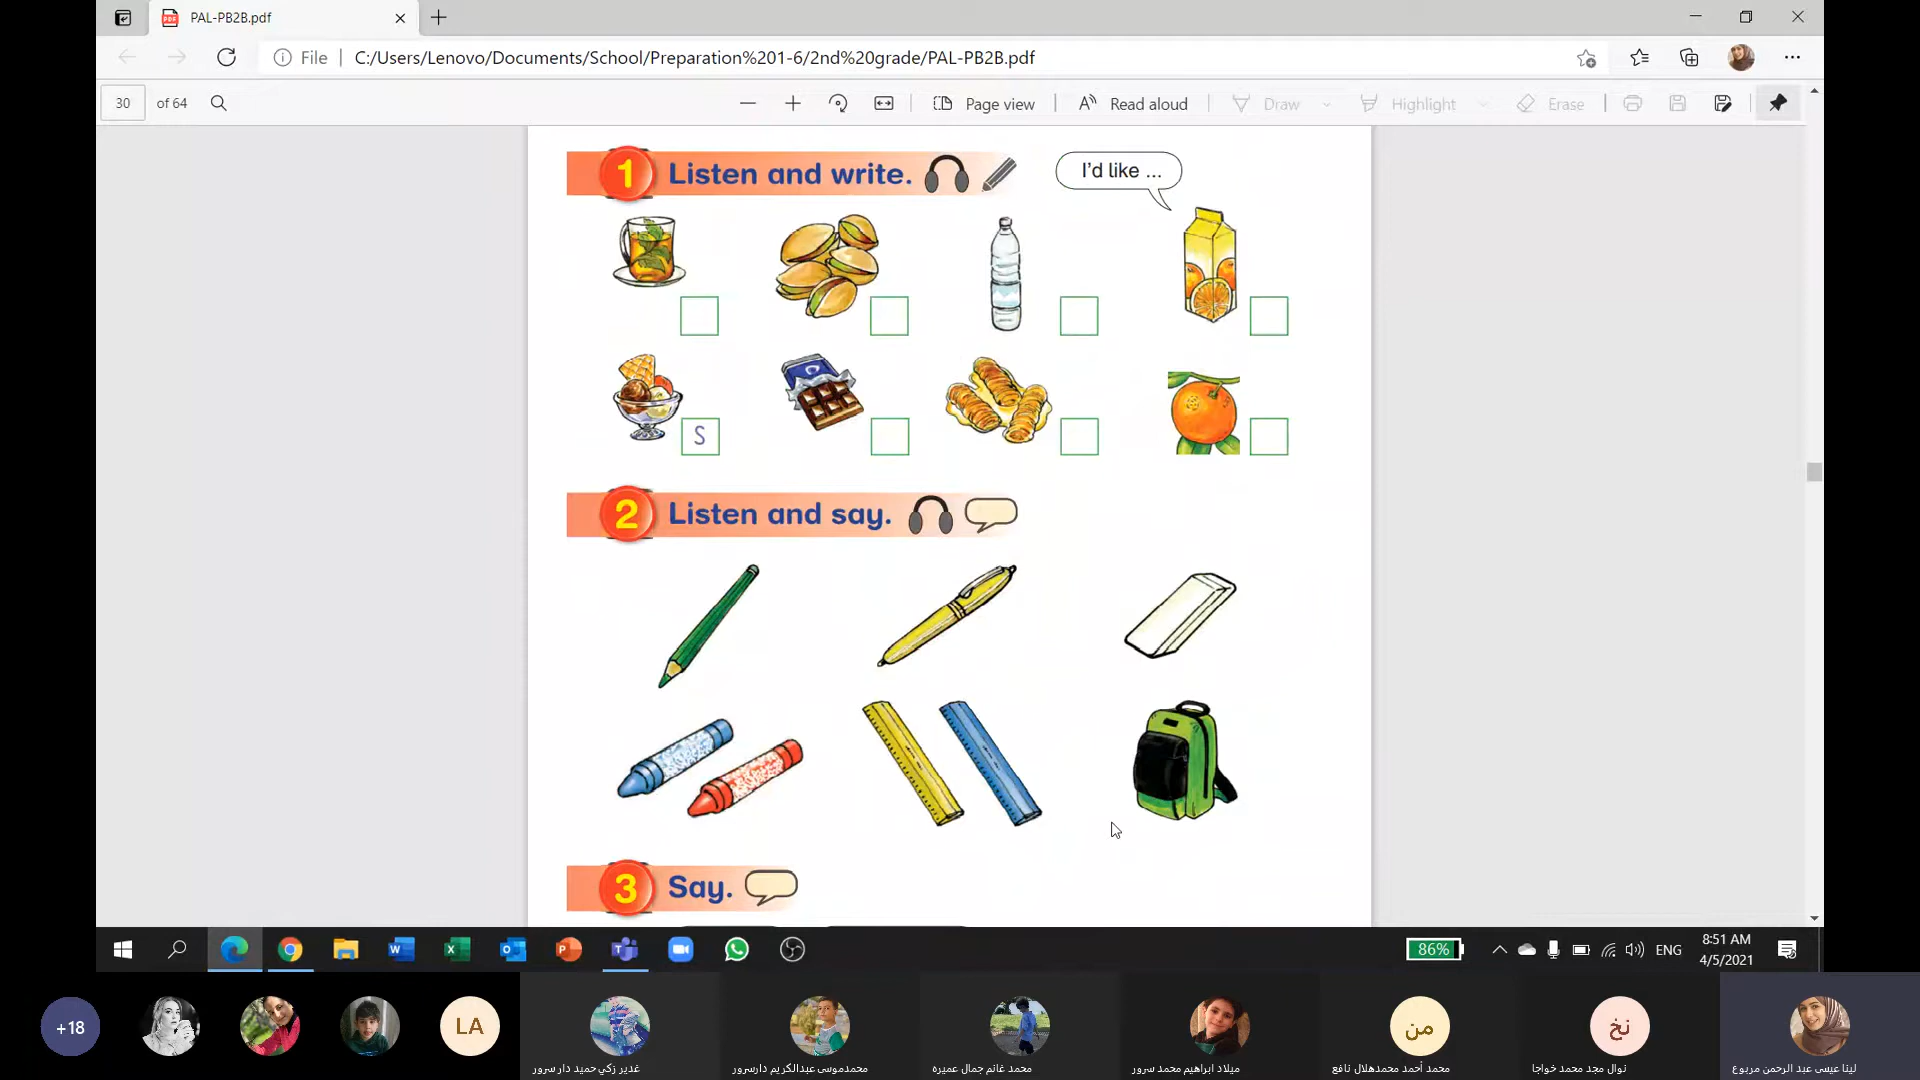 PAL-PB2B.pdf
File
C:/Users/Lenovo/Documents/School/Preparation%201-6/2nd%20grade/PAL-PB2B.pdf
30 of 64
Page view
Read aloud
Draw
Highlight
Erase
1 Listen and write.
I'd like ...
S
2 Listen and say.
3 Say.
86%
ENG
8:51 AM
4/5/2021
+18
LA
من
نخ
غدير زكي حميد دار سرور
محمدموسى عبدالكريم دارسرور
محمد غانم جمال عميره
ميلاد ابراهيم محمد سرور
محمد أحمد محمدهلال نافع
نوال مجد محمد خواجا
لينا عيسى عبد الرحمن مربوع